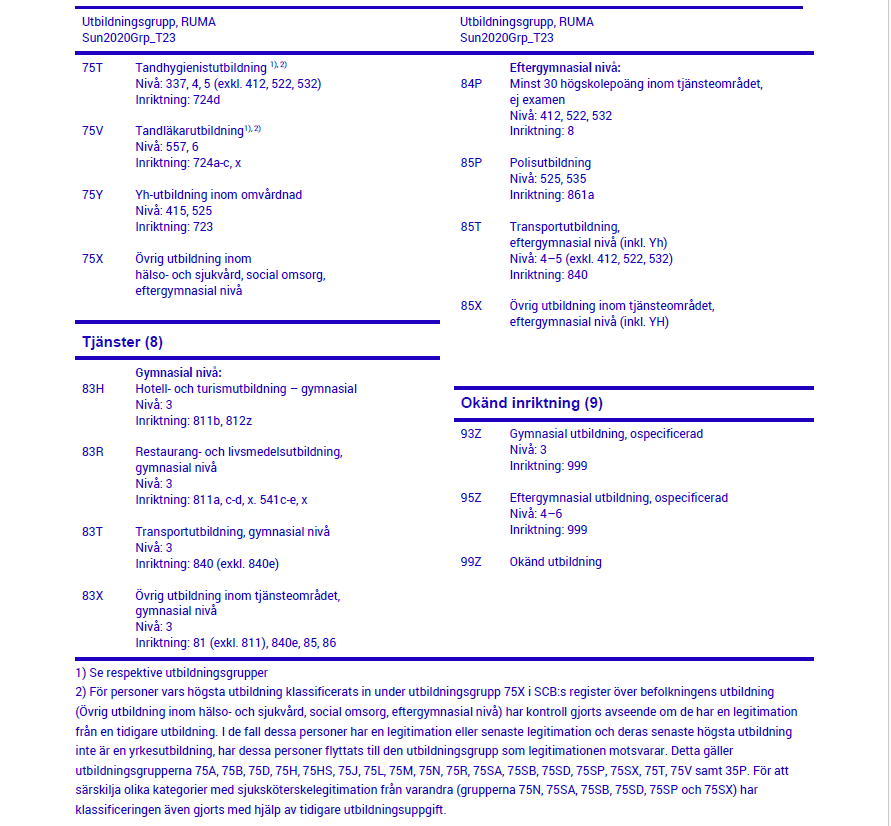 Utbildningsgrupp, RUMA
Sun2020Grp_T23
75T Tandhygienistutbildning 1), 2)
Nivå: 337, 4, 5 (exkl. 412, 522, 532)
Inriktning: 724d
75V Tandläkarutbildning1), 2)
Nivå: 557, 6
Inriktning: 724a-c, x
75Y Yh-utbildning inom omvårdnad
Nivå: 415, 525
Inriktning: 723
75X Övrig utbildning inom
hälso- och sjukvård, social omsorg,
eftergymnasial nivå
Tjänster (8)
Gymnasial nivå:
83H Hotell- och turismutbildning – gymnasial
Nivå: 3
Inriktning: 811b, 812z
83R Restaurang- och livsmedelsutbildning,
gymnasial nivå
Nivå: 3
Inriktning: 811a, c-d, x. 541c-e, x
83T Transportutbildning, gymnasial nivå
Nivå: 3
Inriktning: 840 (exkl. 840e)
83X Övrig utbildning inom tjänsteområdet,
gymnasial nivå
Nivå: 3
Inriktning: 81 (exkl. 811), 840e, 85, 86
Utbildningsgrupp, RUMA
Sun2020Grp_T23
Eftergymnasial nivå:
84P Minst 30 högskolepoäng inom tjänsteområdet,
ej examen
Nivå: 412, 522, 532
Inriktning: 8
85P Polisutbildning
Nivå: 525, 535
Inriktning: 861a
85T Transportutbildning,
eftergymnasial nivå (inkl. Yh)
Nivå: 4–5 (exkl. 412, 522, 532)
Inriktning: 840
85X Övrig utbildning inom tjänsteområdet,
eftergymnasial nivå (inkl. YH)
Okänd inriktning (9)
93Z Gymnasial utbildning, ospecificerad
Nivå: 3
Inriktning: 999
95Z Eftergymnasial utbildning, ospecificerad
Nivå: 4–6
Inriktning: 999
99Z Okänd utbildning
1) Se respektive utbildningsgrupper
2) För personer vars högsta utbildning klassificerats in under utbildningsgrupp 75X i SCB:s register över befolkningens utbildning
(Övrig utbildning inom hälso- och sjukvård, social omsorg, eftergymnasial nivå) har kontroll gjorts avseende om de har en legitimation
från en tidigare utbildning. I de fall dessa personer har en legitimation eller senaste legitimation och deras senaste högsta utbildning
inte är en yrkesutbildning, har dessa personer flyttats till den utbildningsgrupp som legitimationen motsvarar. Detta gäller
utbildningsgrupperna 75A, 75B, 75D, 75H, 75HS, 75J, 75L, 75M, 75N, 75R, 75SA, 75SB, 75SD, 75SP, 75SX, 75T, 75V samt 35P. För att
särskilja olika kategorier med sjuksköterskelegitimation från varandra (grupperna 75N, 75SA, 75SB, 75SD, 75SP och 75SX) har
klassificeringen även gjorts med hjälp av tidigare utbildningsuppgift.